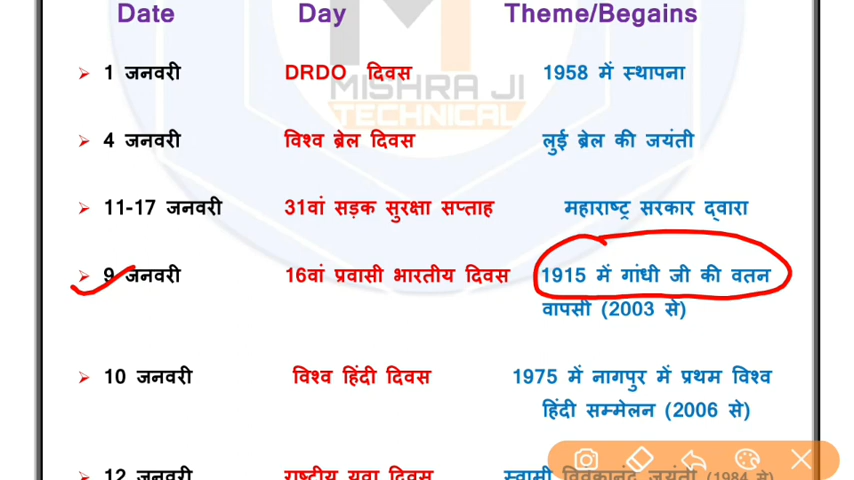 Date Day Theme/Begains
1 जनवरी DRDO दिवस 1958 में स्थापना
MISHRA JI
TECHNICAL
4 जनवरी विश्व ब्रेल दिवस लुई ब्रेल की जयंती
11-17 जनवरी 31वां सड़क सुरक्षा सप्ताह महाराष्ट्र सरकार द्वारा
9 जनवरी 16वां प्रवासी भारतीय दिवस 1915 में गांधी जी की वतन
वापसी (2003 से)
10 जनवरी विश्व हिंदी दिवस 1975 में नागपुर में प्रथम विश्व
हिंदी सम्मेलन (2006 से)
12 जनवरी राष्ट्रीय युवा दिवस स्वामी विवेकानंद जयंती (1984 से)